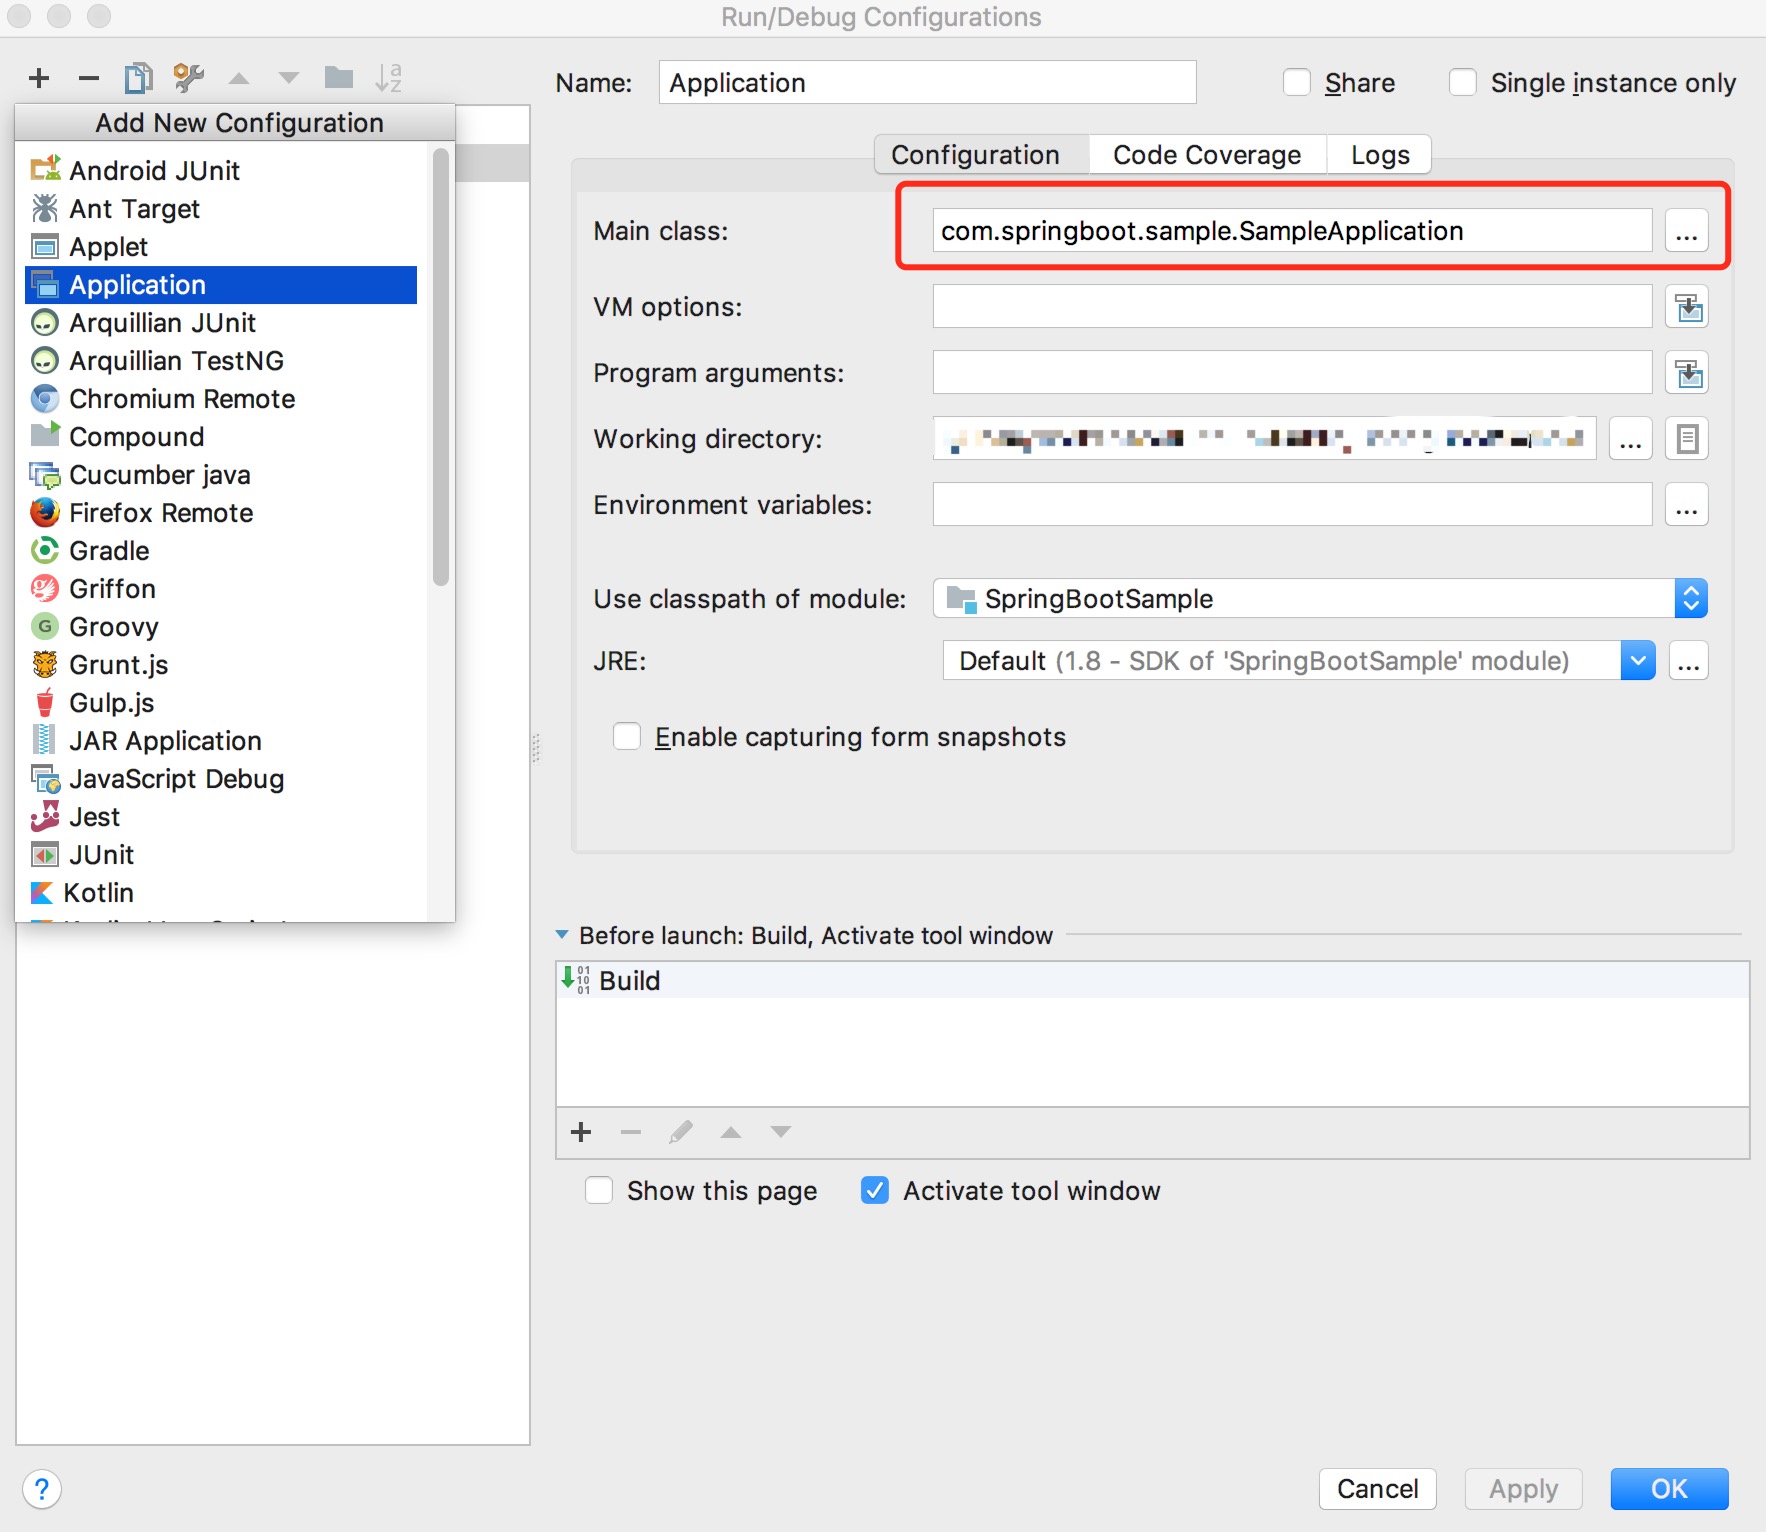 Run/Debug Configurations
Name: Application Share Single instance only
Add New Configuration
Android JUnit
Ant Target
Applet
Application
Arquillian JUnit
Arquillian TestNG
Chromium Remote
Compound
Cucumber java
Firefox Remote
Gradle
Griffon
Groovy
Grunt.js
Gulp.js
JAR Application
JavaScript Debug
Jest
JUnit
Kotlin
Configuration Code Coverage Logs
Main class: com.springboot.sample.SampleApplication ...
VM options:
Program arguments:
Working directory: ...
Environment variables: ...
Use classpath of module: SpringBootSample
JRE: Default (1.8 - SDK of 'SpringBootSample' module) ...
Enable capturing form snapshots
Before launch: Build, Activate tool window
Build
Show this page Activate tool window
? Cancel Apply OK